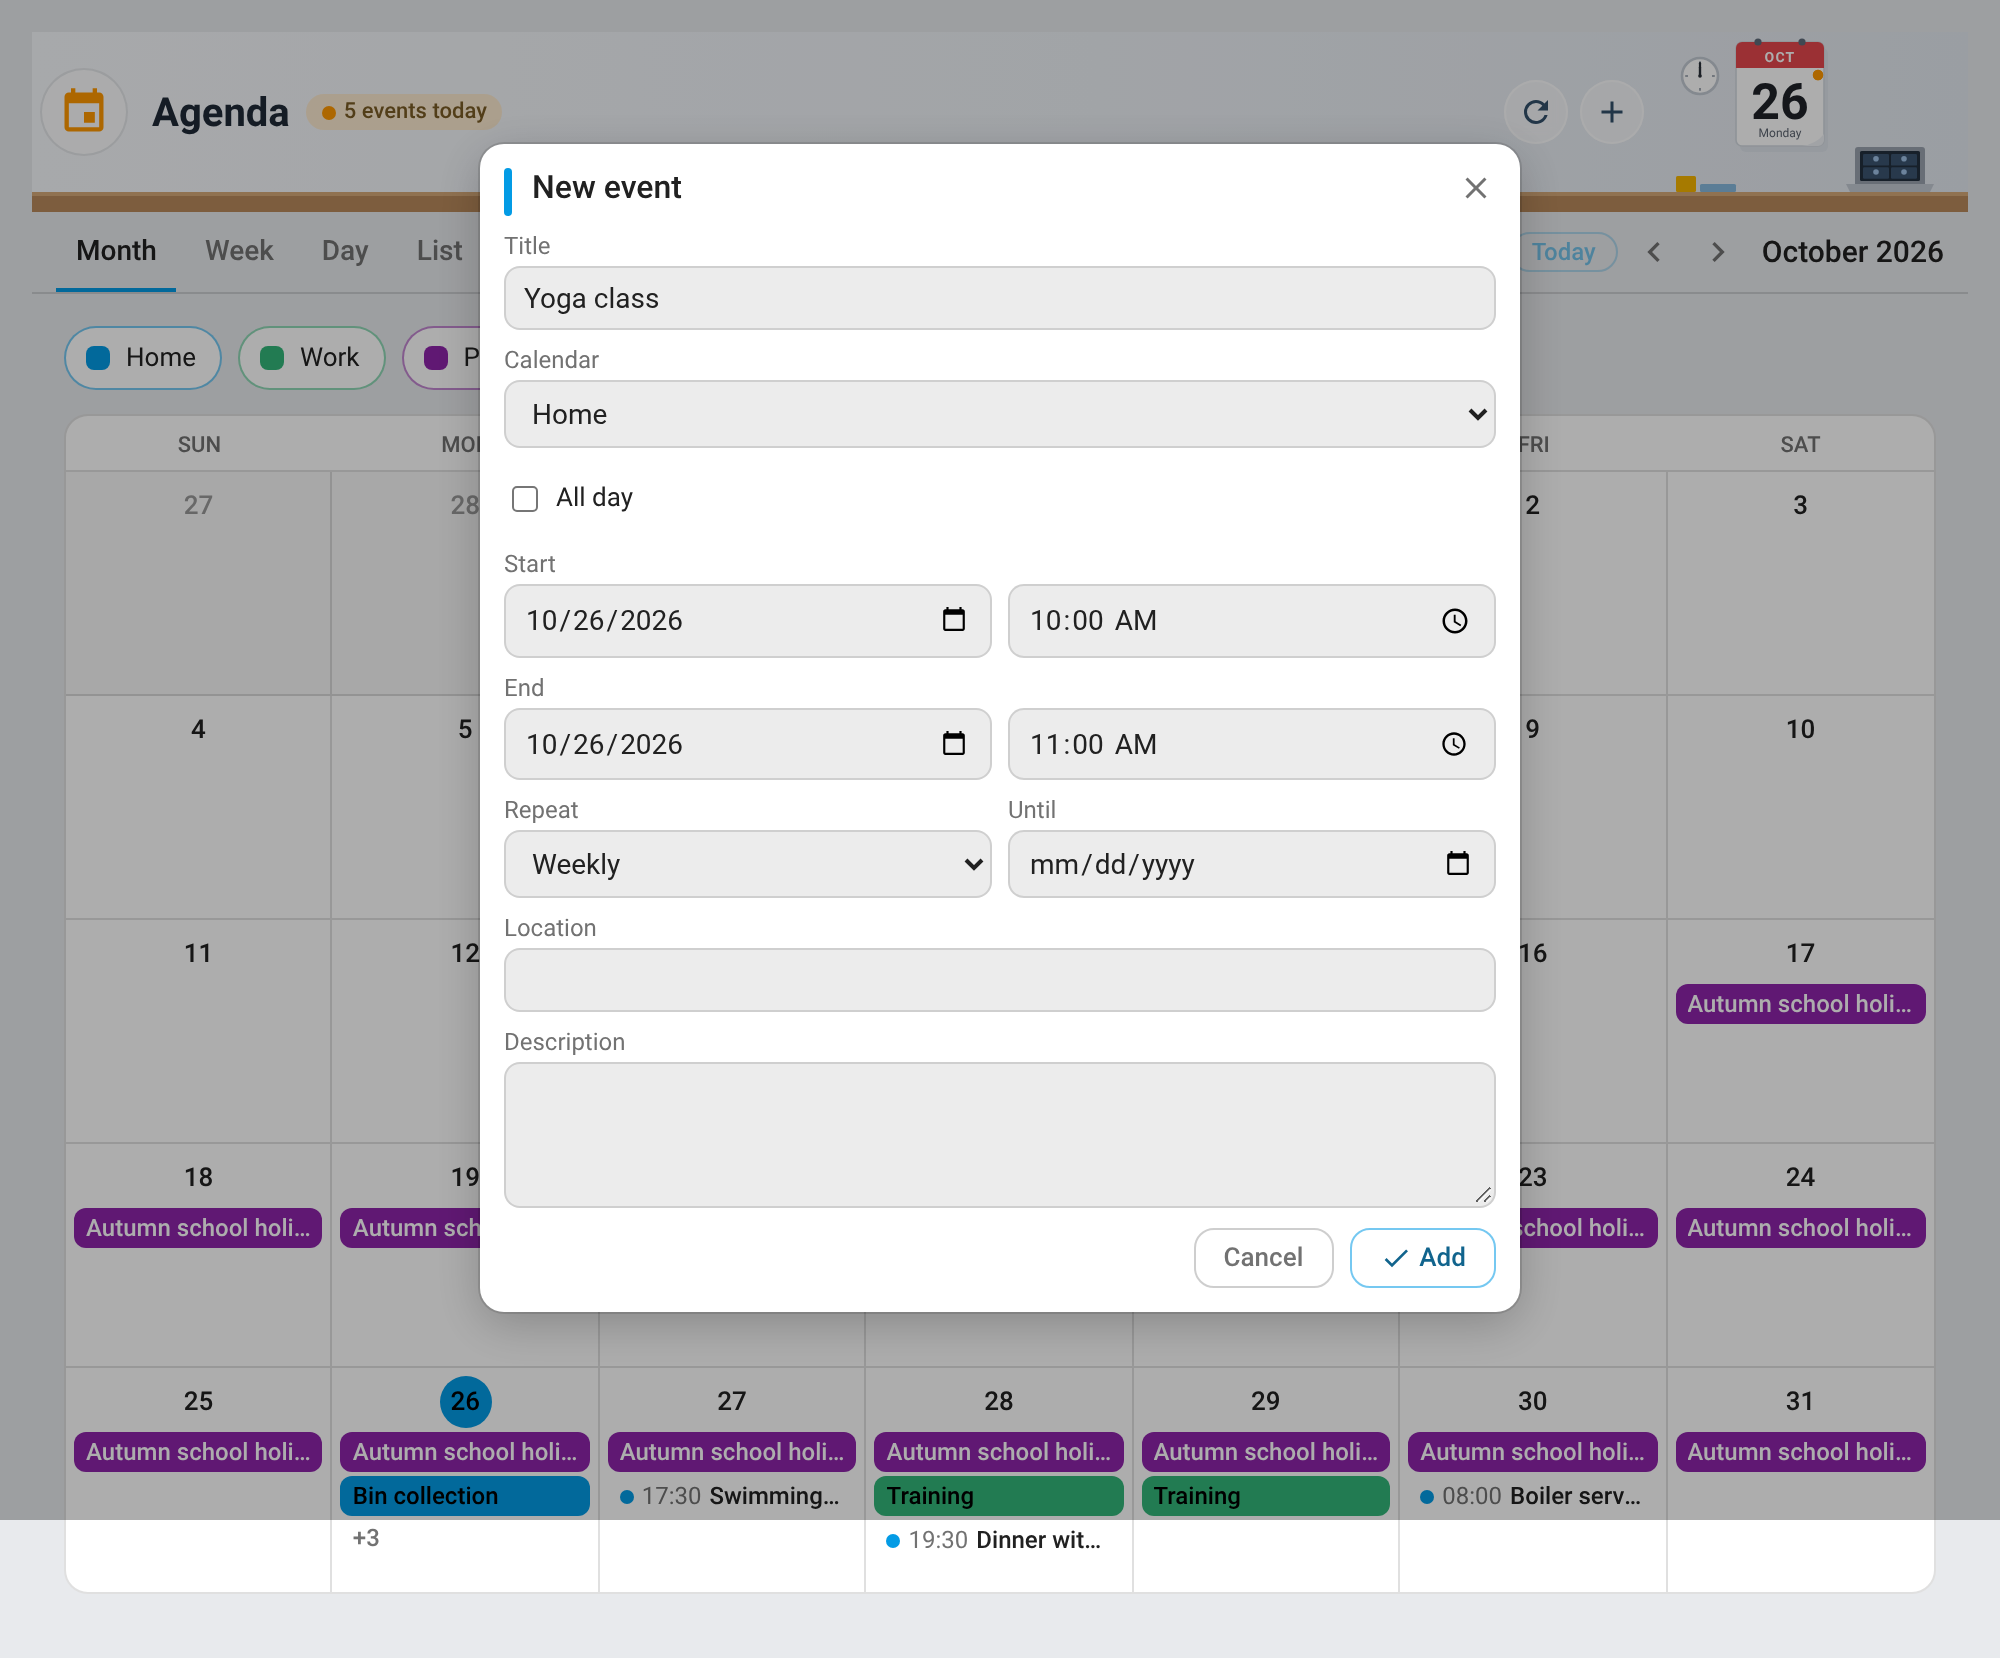 Agenda
5 events today
OCT
26
Monday
Month Week Day List
Today
October 2026
Home Work
New event
Title
Yoga class
Calendar
Home
All day
Start
10/26/2026 10:00 AM
End
10/26/2026 11:00 AM
Repeat Until
Weekly mm/dd/yyyy
Location
Description
Cancel Add
SUN MO FRI SAT
27 28 2 3
4 5 9 10
11 12 16 17
Autumn school holi...
18 19 23 24
Autumn school holi... Autumn sch school holi... Autumn school holi...
25 26 27 28 29 30 31
Autumn school holi... Autumn school holi... Autumn school holi... Autumn school holi... Autumn school holi... Autumn school holi... Autumn school holi...
Bin collection 17:30 Swimming... Training Training 08:00 Boiler serv...
+3 19:30 Dinner wit...